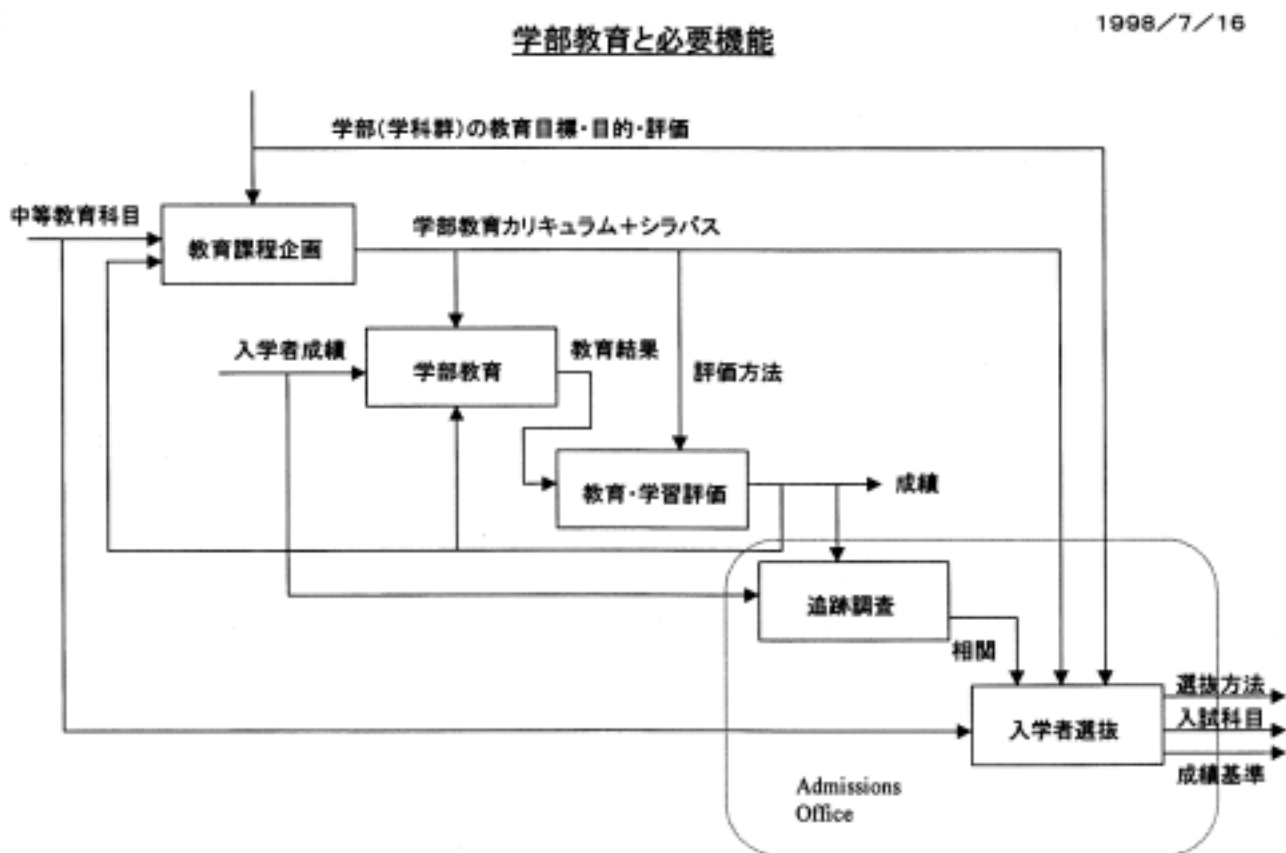 1998/7/16
学部教育と必要機能
学部(学科群)の教育目標・目的・評価
中等教育科目
教育課程企画
学部教育カリキュラム+シラバス
入学者成績
学部教育
教育結果
評価方法
教育・学習評価
成績
追跡調査
相関
入学者選抜
選抜方法
入試科目
成績基準
Admissions
Office